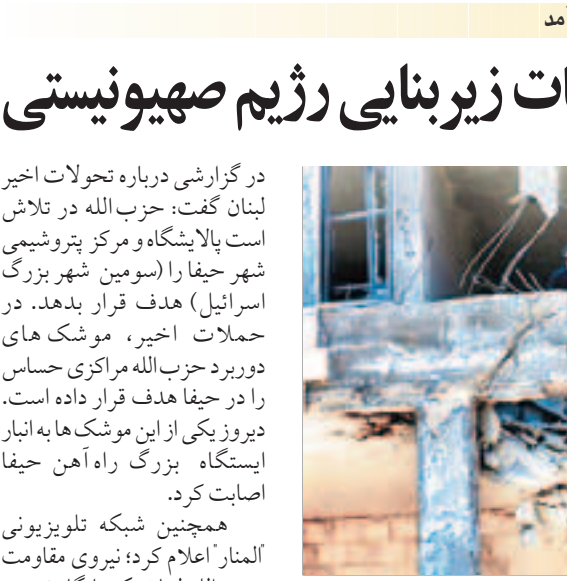 مد
ات زیربنایی رژیم صهیونیستی
در گزارشی درباره تحولات اخیر
لبنان گفت: حزب‌الله در تلاش
است پالایشگاه و مرکز پتروشیمی
شهر حیفا را (سومین شهر بزرگ
اسرائیل) هدف قرار بدهد. در
حملات اخیر، موشک‌های
دوربرد حزب‌الله مراکزی حساس
را در حیفا هدف قرار داده است.
دیروز یکی از این موشک‌ها به انبار
ایستگاه بزرگ راه‌آهن حیفا
اصابت کرد.
همچنین شبکه تلویزیونی
"المنار" اعلام کرد؛ نیروی مقاومت